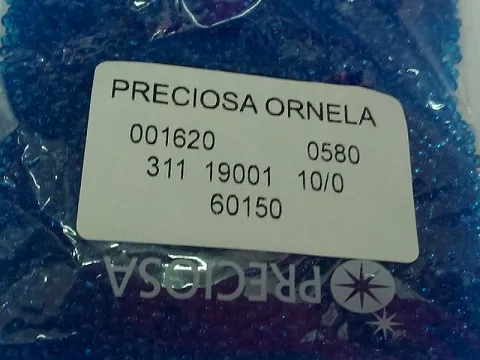 PRECIOSA ORNELA
001620 0580
311 19001 10/0
60150
PRECIOSA